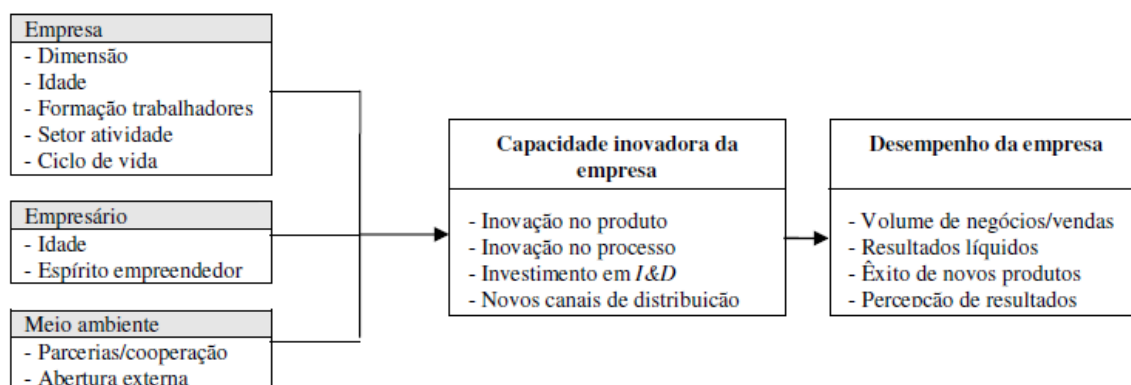 Empresa
- Dimensão
- Idade
- Formação trabalhadores
- Setor atividade
- Ciclo de vida
Empresário
- Idade
- Espírito empreendedor
Meio ambiente
- Parcerias/cooperação
- Abertura externa
Capacidade inovadora da
empresa
- Inovação no produto
- Inovação no processo
- Investimento em I&D
- Novos canais de distribuição
Desempenho da empresa
- Volume de negócios/vendas
- Resultados líquidos
- Êxito de novos produtos
- Percepção de resultados